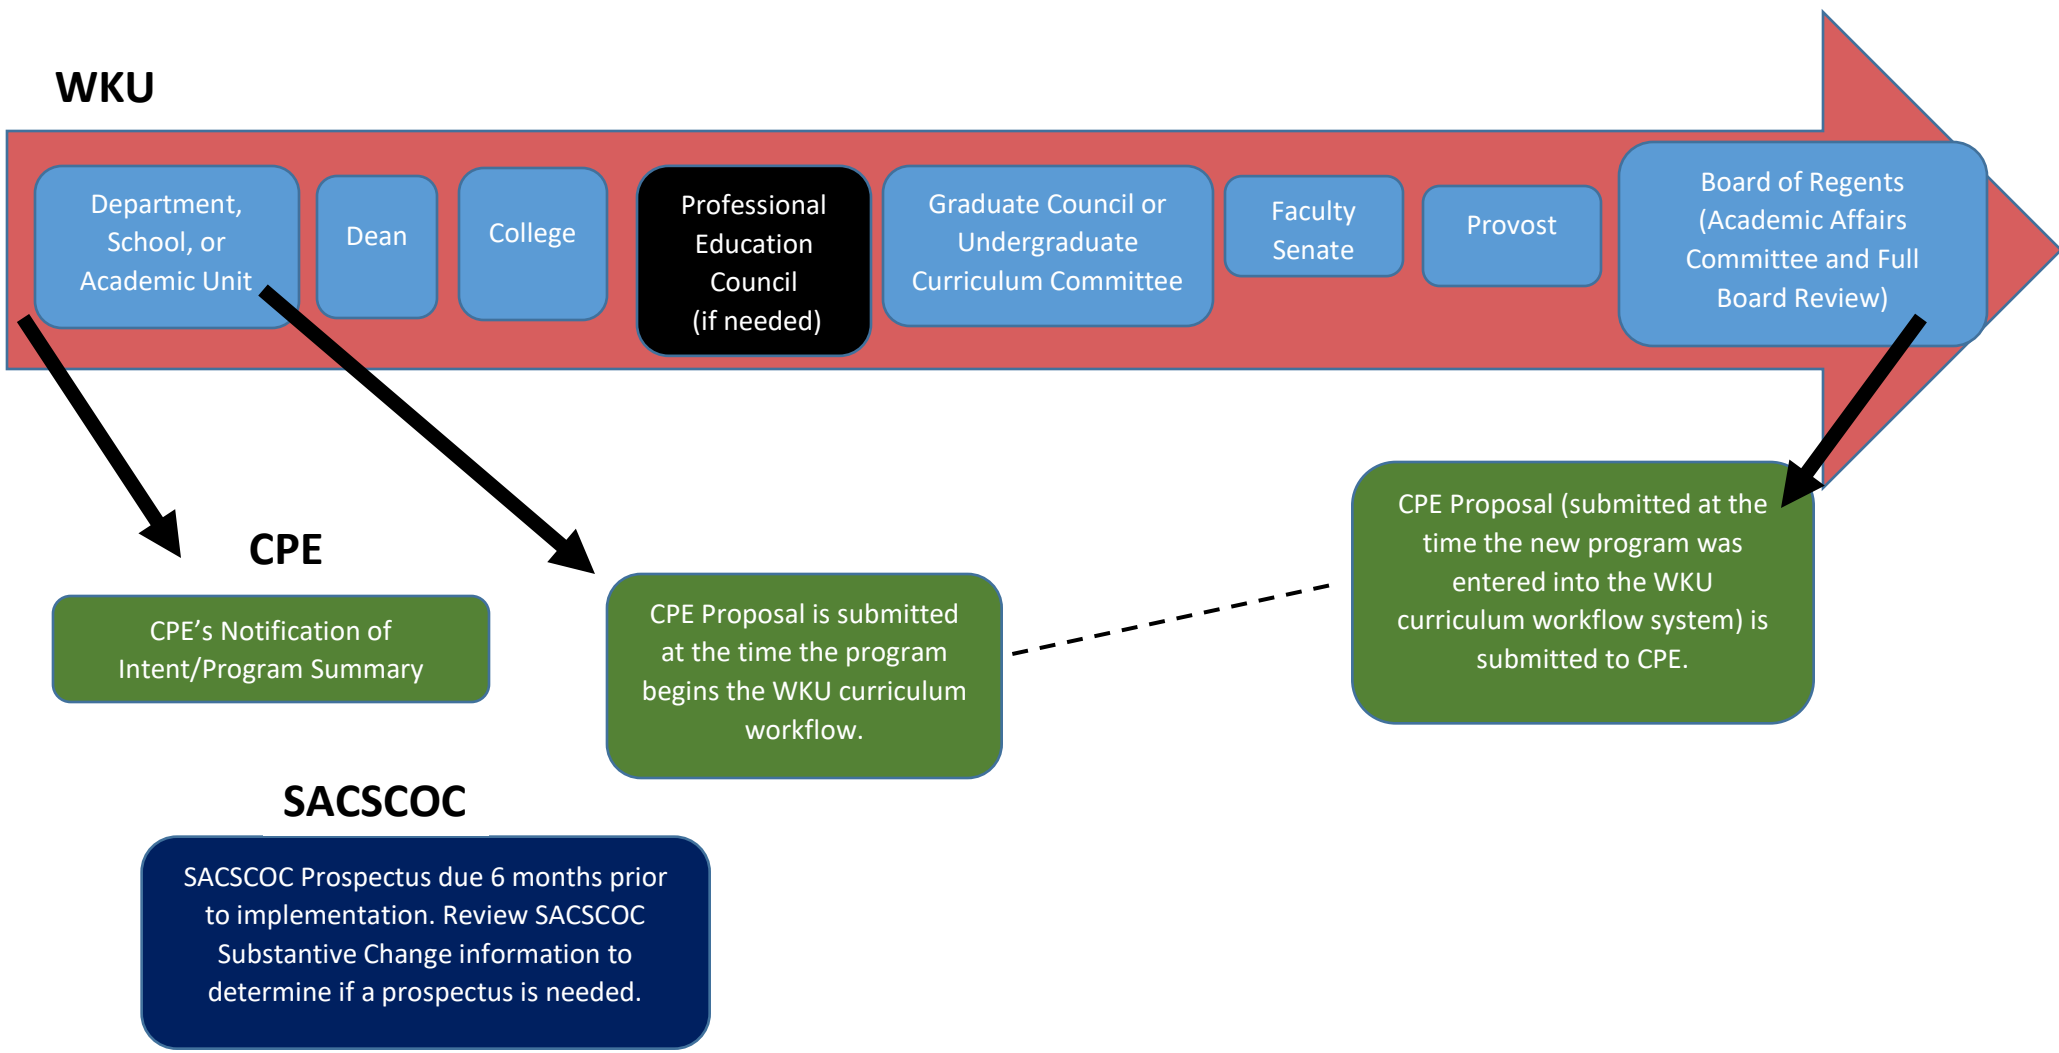 WKU
Department,
School, or
Academic Unit
Dean
College
Professional
Education
Council
(if needed)
Graduate Council or
Undergraduate
Curriculum Committee
Faculty
Senate
Provost
Board of Regents
(Academic Affairs
Committee and Full
Board Review)
CPE
CPE’s Notification of
Intent/Program Summary
CPE Proposal is submitted
at the time the program
begins the WKU curriculum
workflow.
CPE Proposal (submitted at the
time the new program was
entered into the WKU
curriculum workflow system) is
submitted to CPE.
SACSCOC
SACSCOC Prospectus due 6 months prior
to implementation. Review SACSCOC
Substantive Change information to
determine if a prospectus is needed.